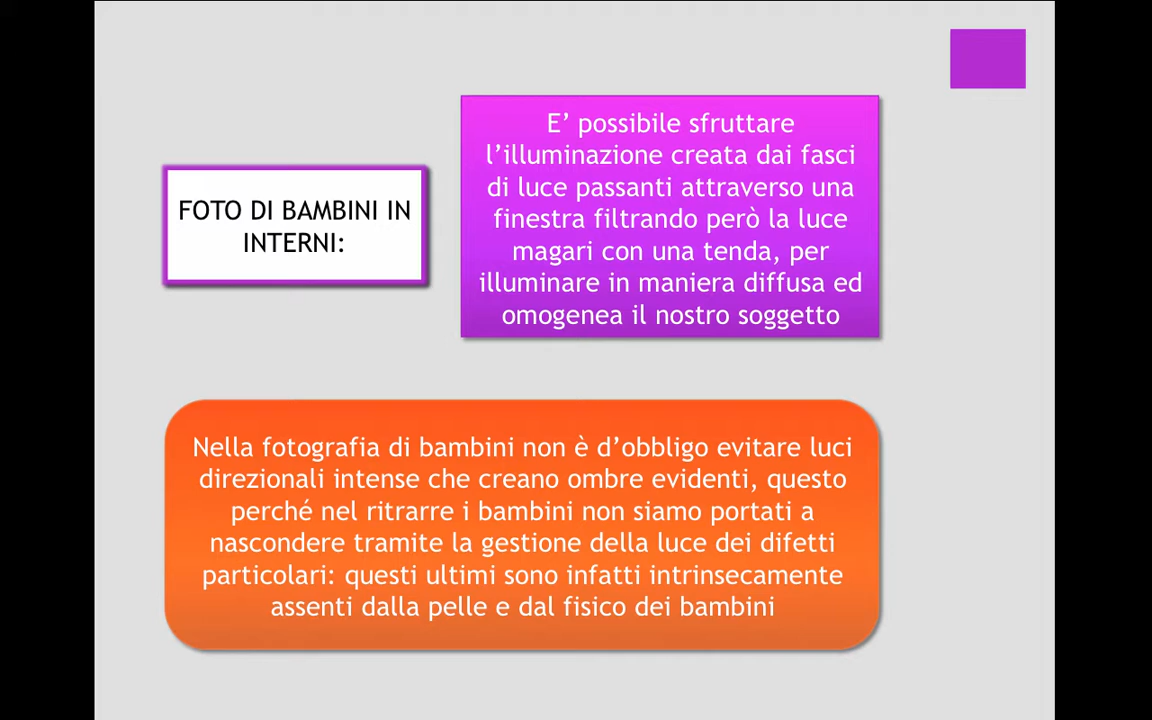 FOTO DI BAMBINI IN
INTERNI:
E’ possibile sfruttare
l’illuminazione creata dai fasci
di luce passanti attraverso una
finestra filtrando però la luce
magari con una tenda, per
illuminare in maniera diffusa ed
omogenea il nostro soggetto
Nella fotografia di bambini non è d’obbligo evitare luci
direzionali intense che creano ombre evidenti, questo
perché nel ritrarre i bambini non siamo portati a
nascondere tramite la gestione della luce dei difetti
particolari: questi ultimi sono infatti intrinsecamente
assenti dalla pelle e dal fisico dei bambini